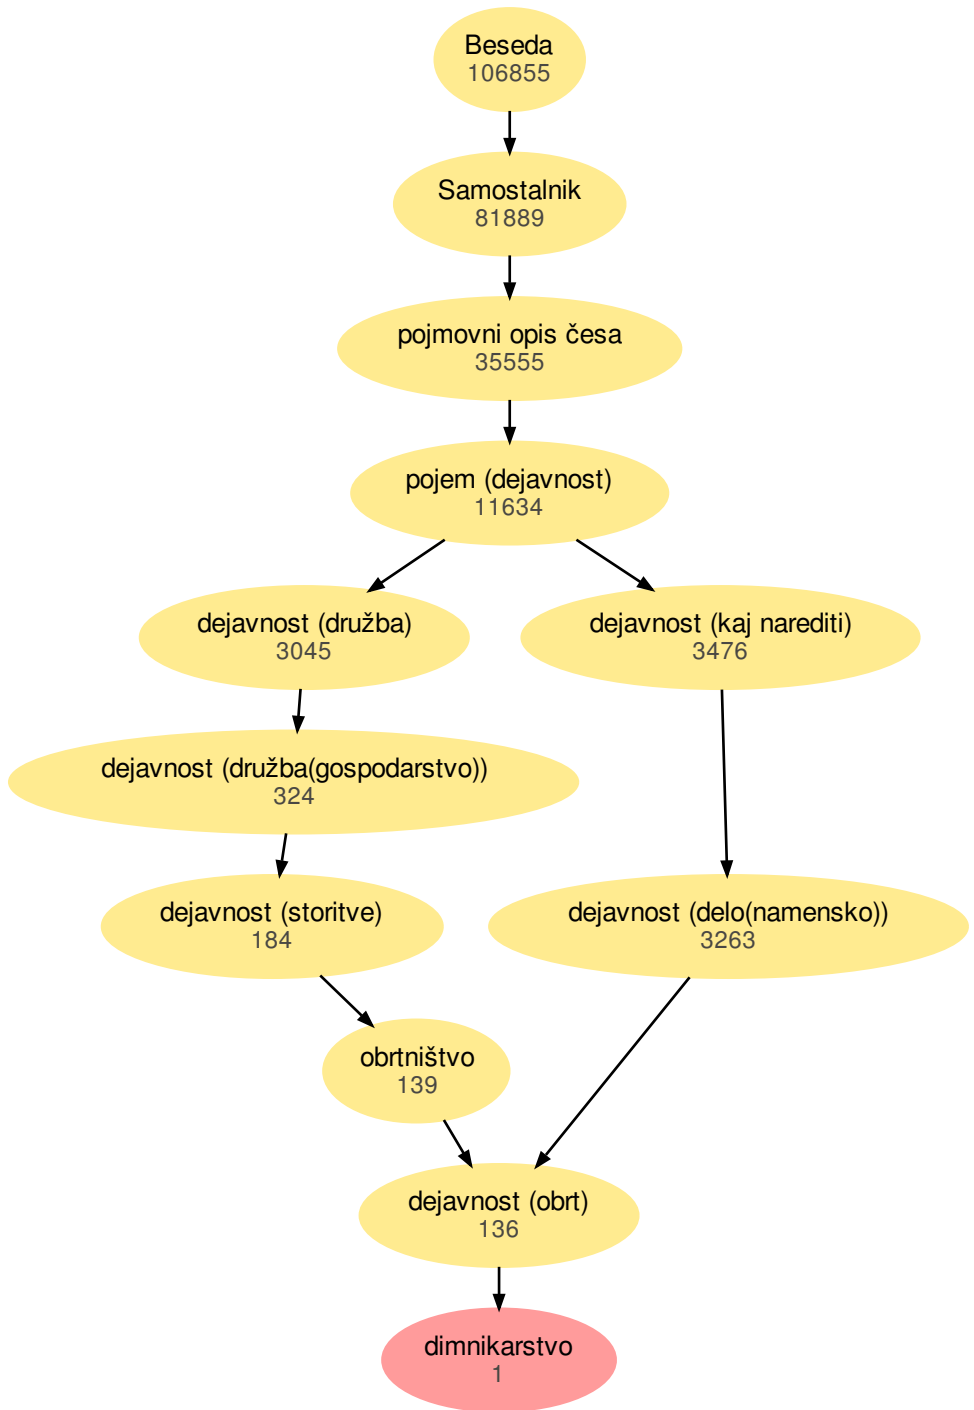 Beseda
106855
Samostalnik
81889
pojmovni opis česa
35555
pojem (dejavnost)
11634
dejavnost (družba)
3045
dejavnost (kaj narediti)
3476
dejavnost (družba(gospodarstvo))
324
dejavnost (storitve)
184
dejavnost (delo(namensko))
3263
obrtništvo
139
dejavnost (obrt)
136
dimnikarstvo
1